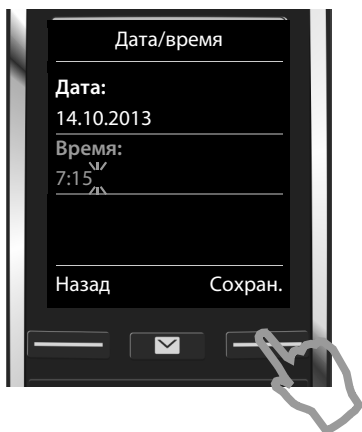 Дата/время
Дата:
14.10.2013
Время:
7:15
Назад Сохран.